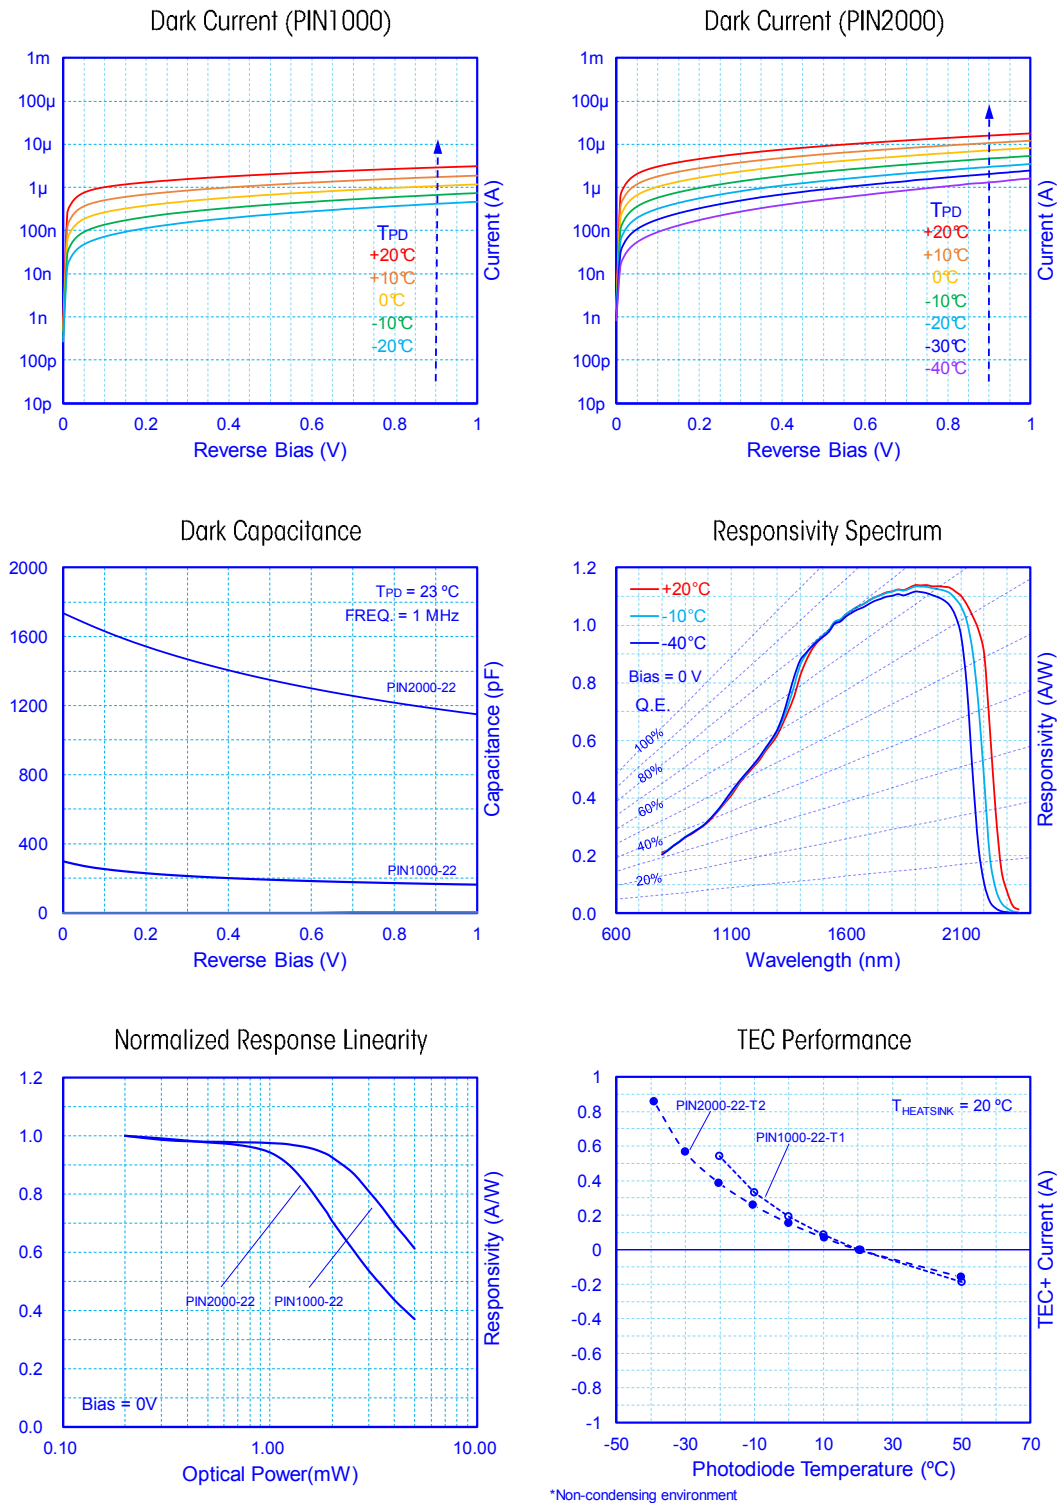 Dark Current (PIN1000)
1m
100µ
10µ
1µ
100n
10n
1n
100p
10p
TPD
+20℃
+10℃
0℃
-10℃
-20℃
Current (A)
0 0.2 0.4 0.6 0.8 1
Reverse Bias (V)
Dark Current (PIN2000)
1m
100µ
10µ
1µ
100n
10n
1n
100p
10p
TPD
+20℃
+10℃
0℃
-10℃
-20℃
-30℃
-40℃
Current (A)
0 0.2 0.4 0.6 0.8 1
Reverse Bias (V)
Dark Capacitance
2000
1600
1200
800
400
0
TPD = 23 ºC
FREQ. = 1 MHz
PIN2000-22
PIN1000-22
Capacitance (pF)
0 0.2 0.4 0.6 0.8 1
Reverse Bias (V)
Responsivity Spectrum
1.2
1.0
0.8
0.6
0.4
0.2
0.0
+20°C
-10°C
-40°C
Bias = 0 V
Q.E.
100%
80%
60%
40%
20%
Responsivity (A/W)
600 1100 1600 2100
Wavelength (nm)
Normalized Response Linearity
1.2
1.0
0.8
0.6
0.4
0.2
0.0
PIN2000-22 PIN1000-22
Bias = 0V
Responsivity (A/W)
0.10 1.00 10.00
Optical Power(mW)
TEC Performance
1
0.8
0.6
0.4
0.2
0
-0.2
-0.4
-0.6
-0.8
-1
PIN2000-22-T2
THEATSINK = 20 ºC
PIN1000-22-T1
TEC+ Current (A)
-50 -30 -10 10 30 50 70
Photodiode Temperature (ºC)
*Non-condensing environment